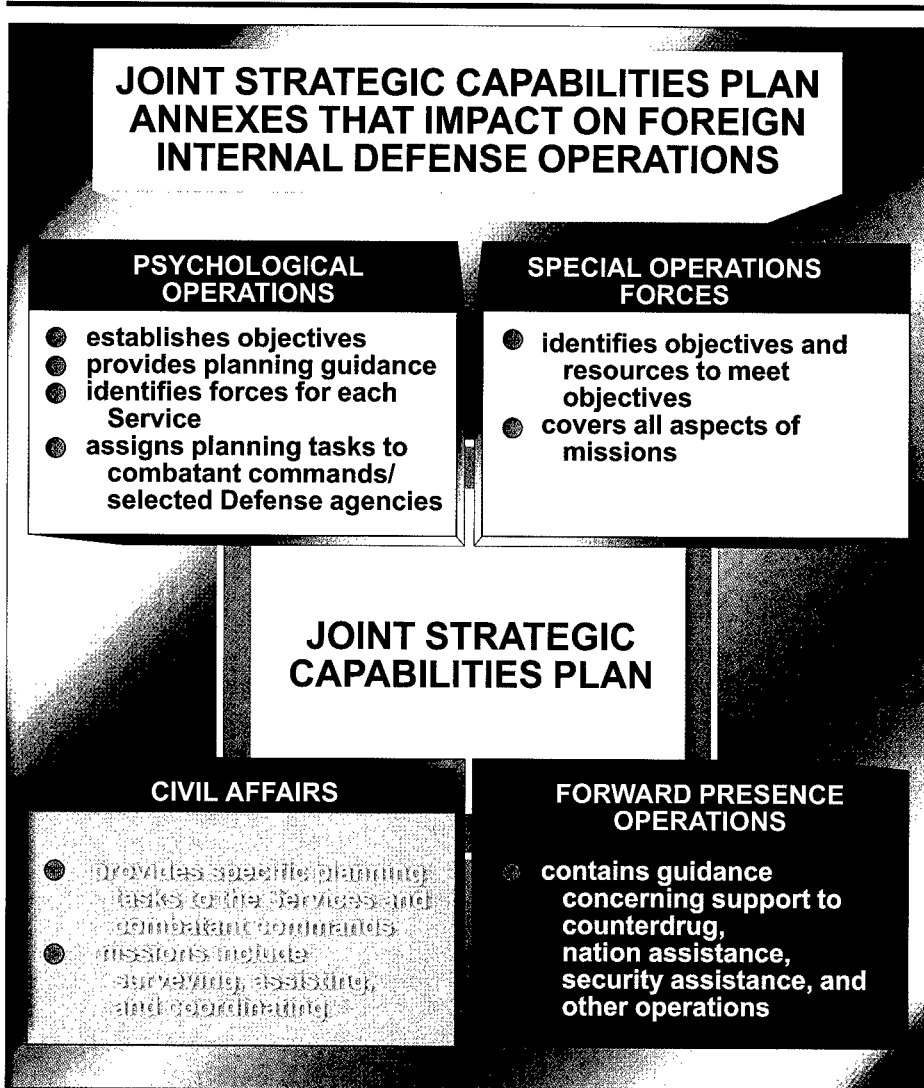 JOINT STRATEGIC CAPABILITIES PLAN
ANNEXES THAT IMPACT ON FOREIGN
INTERNAL DEFENSE OPERATIONS
PSYCHOLOGICAL
OPERATIONS
establishes objectives
provides planning guidance
identifies forces for each
Service
assigns planning tasks to
combatant commands/
selected Defense agencies
SPECIAL OPERATIONS
FORCES
identifies objectives and
resources to meet
objectives
covers all aspects of
missions
JOINT STRATEGIC
CAPABILITIES PLAN
CIVIL AFFAIRS
provides specific planning
tasks to the Services and
combatant commands
missions include
surveying, assisting,
and coordinating
FORWARD PRESENCE
OPERATIONS
contains guidance
concerning support to
counterdrug,
nation assistance,
security assistance, and
other operations